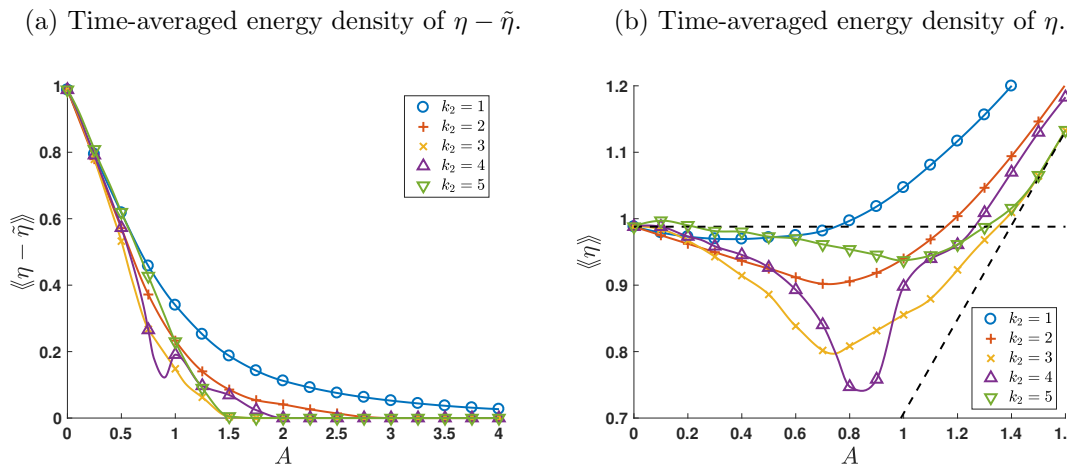 (a) Time-averaged energy density of η − η̃.
(b) Time-averaged energy density of η.
1
0.8
0.6
0.4
0.2
0
0 0.5 1 1.5 2 2.5 3 3.5 4
A
⟪η − η̃⟫
k₂ = 1
k₂ = 2
k₂ = 3
k₂ = 4
k₂ = 5
1.2
1.1
1
0.9
0.8
0.7
0 0.2 0.4 0.6 0.8 1 1.2 1.4 1.
A
⟪η⟫
k₂ = 1
k₂ = 2
k₂ = 3
k₂ = 4
k₂ = 5